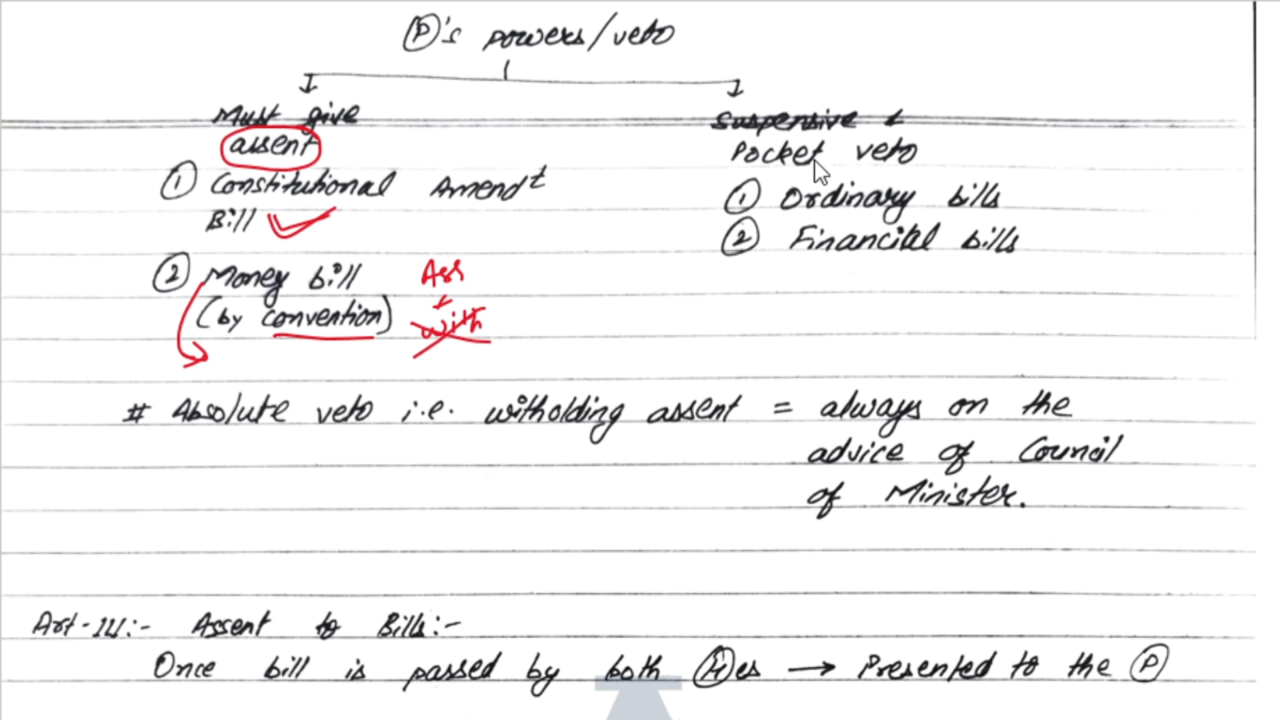 Ⓟ's powers/veto
Must give
assent
① Constitutional Amendt
Bill
② Money bill
(by convention)
Ass
With
Suspensive &
Pocket veto
① Ordinary bills
② Financial bills
# Absolute veto i.e. witholding assent = always on the
advice of Council
of Minister.
Art-111:- Assent to Bills:-
Once bill is passed by both Ⓗes → Presented to the Ⓟ